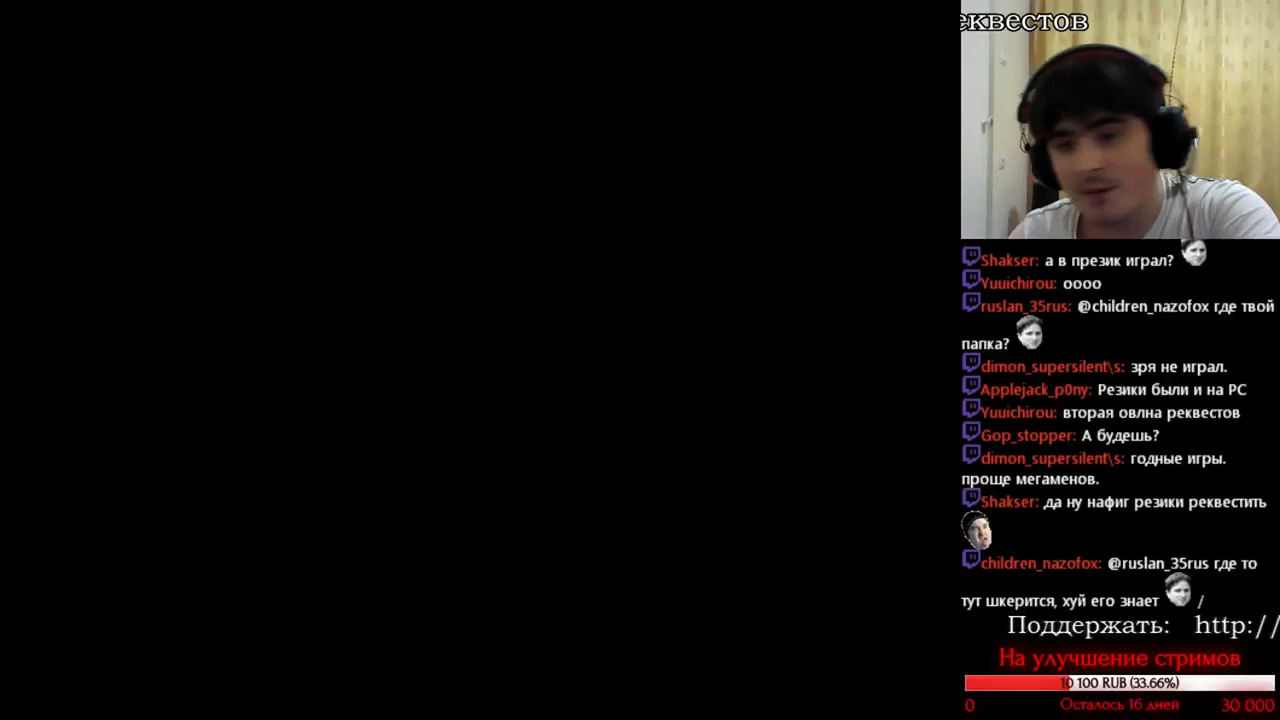 еквестов
Shakser: а в презик играл?
Yuuichirou: оооо
ruslan_35rus: @children_nazofox где твой
папка?
dimon_supersilent\s: зря не играл.
Applejack_p0ny: Резики были и на PC
Yuuichirou: вторая овлна реквестов
Gop_stopper: А будешь?
dimon_supersilent\s: годные игры.
проще мегаменов.
Shakser: да ну нафиг резики реквестить
children_nazofox: @ruslan_35rus где то
тут шкерится, хуй его знает /
Поддержать: http://
На улучшение стримов
10 100 RUB (33.66%)
0 Осталось 16 дней 30 000